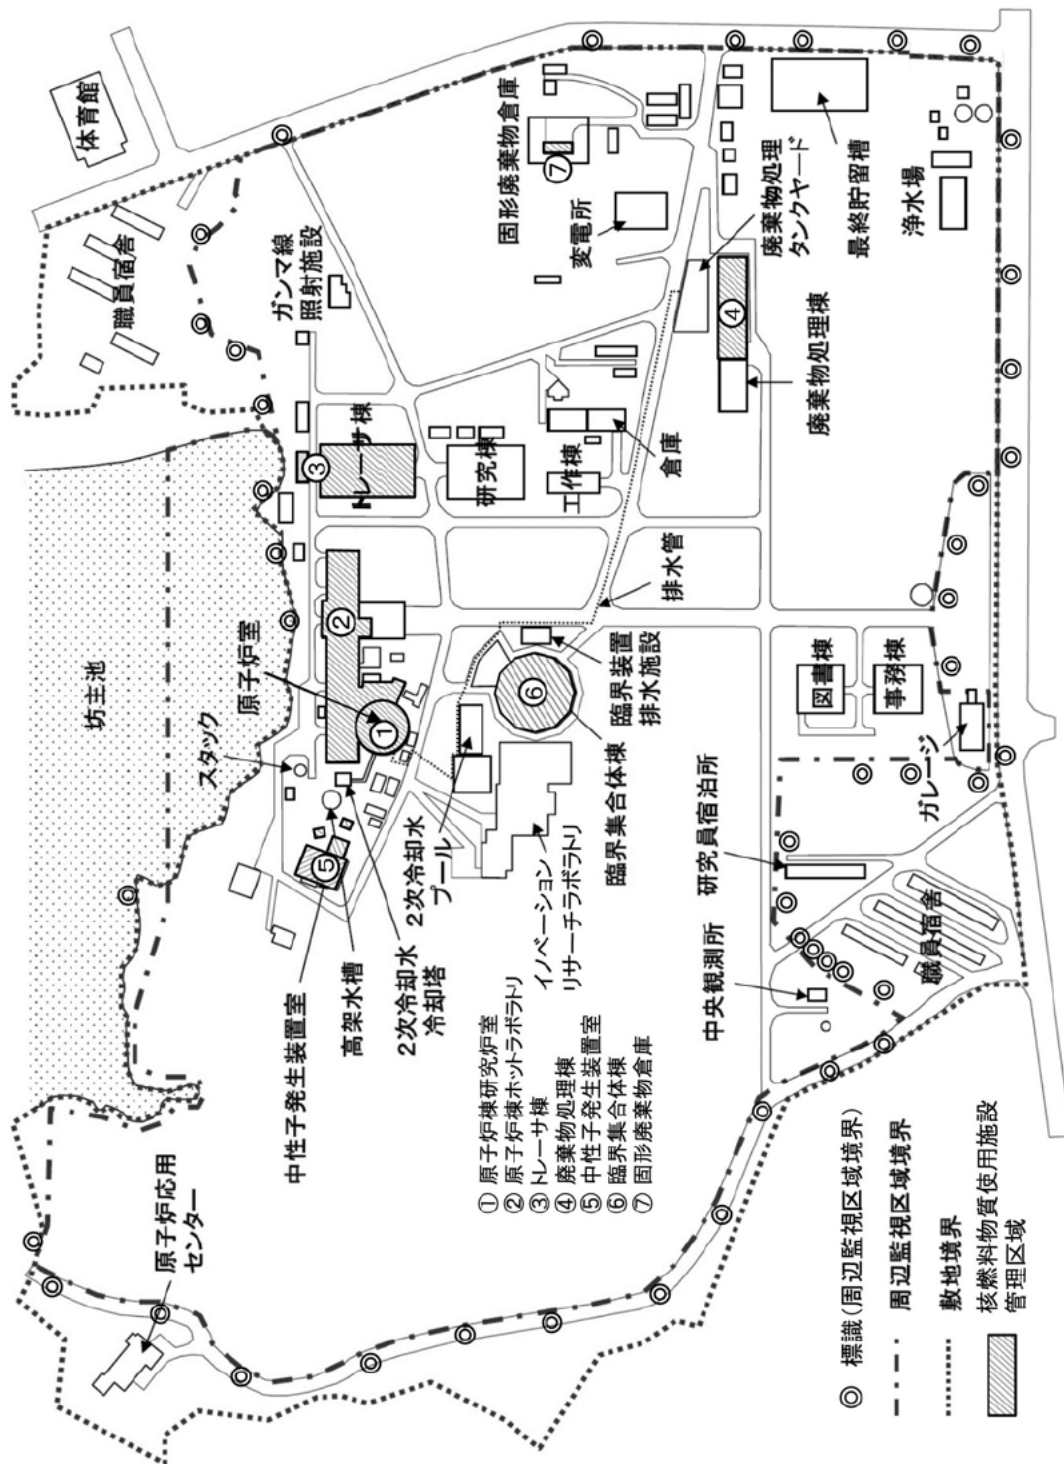 体育館
職員宿舎
ガンマ線
照射施設
固形廃棄物倉庫
⑦
変電所
廃棄物処理
タンクヤード
最終貯留槽
浄水場
④
廃棄物処理棟
③
トレーサ棟
研究棟
工作棟
倉庫
坊主池
スタック
原子炉室
②
①
排水管
⑥
臨界装置
排水施設
臨界集合体棟
図書棟
事務棟
ガレージ
⑤
中性子発生装置室
高架水槽
2次冷却水
冷却塔
2次冷却水
プール
イノベーション
リサーチラボラトリ
研究員宿泊所
中央観測所
職員宿舎
原子炉応用
センター
① 原子炉棟研究炉室
② 原子炉棟ホットラボラトリ
③ トレーサ棟
④ 廃棄物処理棟
⑤ 中性子発生装置室
⑥ 臨界集合体棟
⑦ 固形廃棄物倉庫
標識(周辺監視区域境界)
周辺監視区域境界
敷地境界
核燃料物質使用施設
管理区域